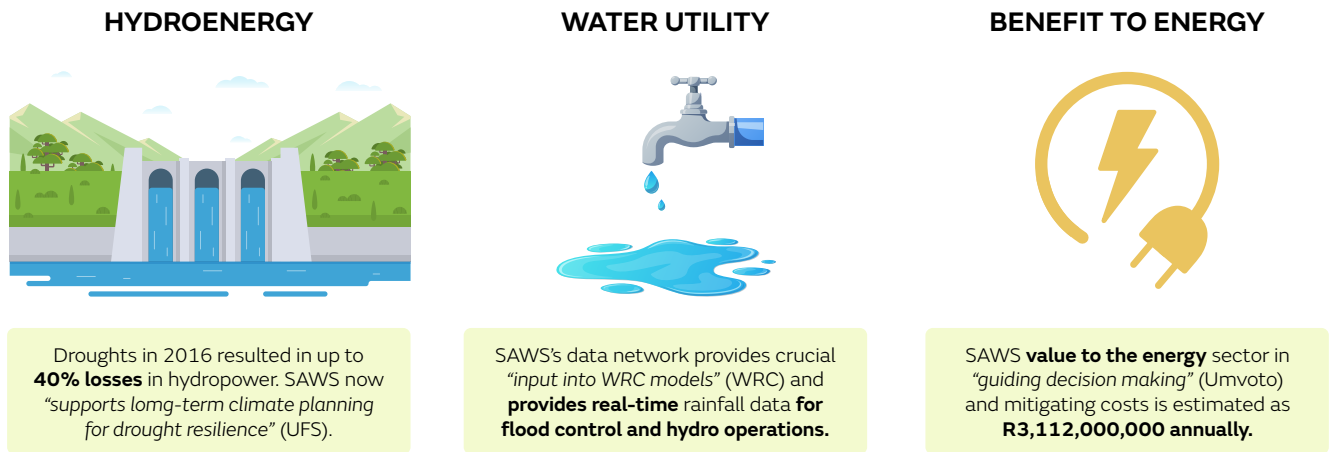 HYDROENERGY
Droughts in 2016 resulted in up to
40% losses in hydropower. SAWS now
“supports lomg-term climate planning
for drought resilience” (UFS).
WATER UTILITY
SAWS’s data network provides crucial
“input into WRC models” (WRC) and
provides real-time rainfall data for
flood control and hydro operations.
BENEFIT TO ENERGY
SAWS value to the energy sector in
“guiding decision making” (Umvoto)
and mitigating costs is estimated as
R3,112,000,000 annually.